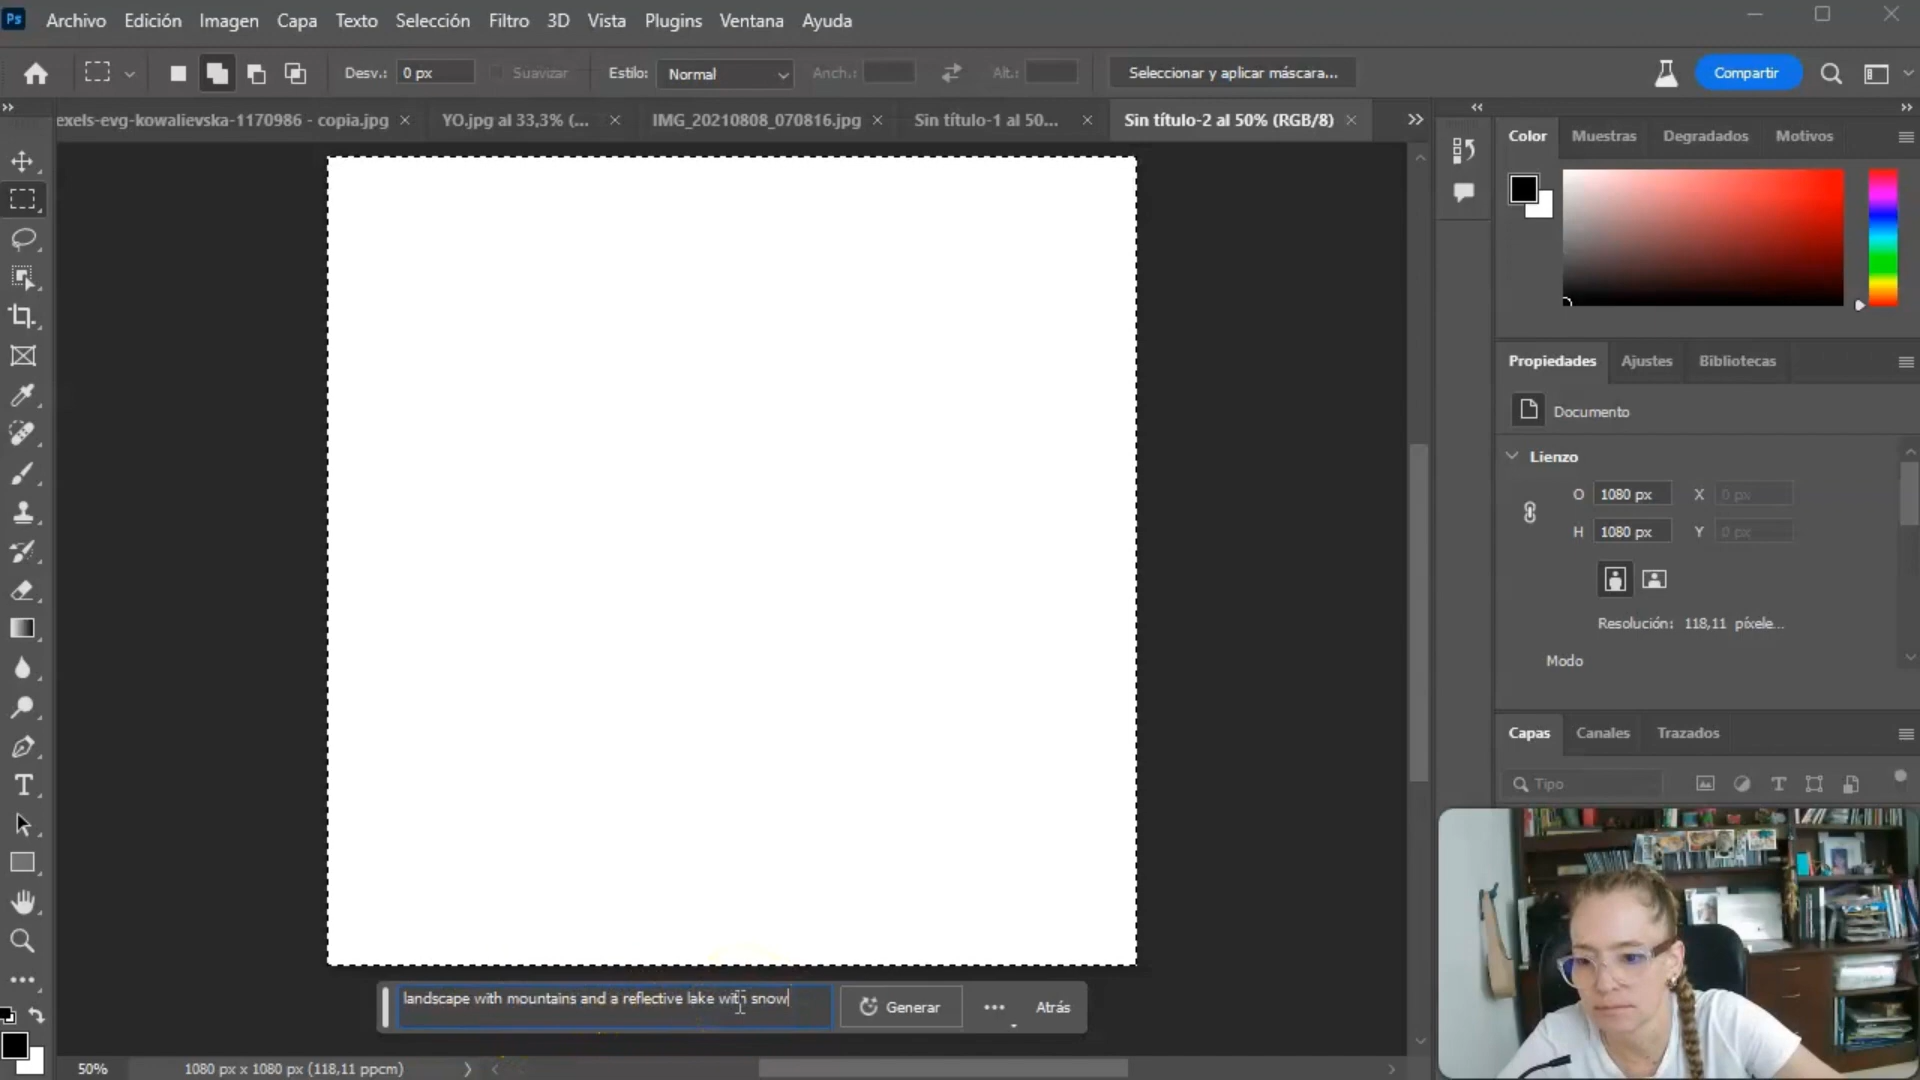 Ps Archivo Edición Imagen Capa Texto Selección Filtro 3D Vista Plugins Ventana Ayuda
Desv.: 0 px Suavizar Estilo: Normal Anch.: Alt.: Seleccionar y aplicar máscara... Compartir
exels-evg-kowalievska-1170986 - copia.jpg YO.jpg al 33,3% (... IMG_20210808_070816.jpg Sin título-1 al 50... Sin título-2 al 50% (RGB/8)
Color Muestras Degradados Motivos
Propiedades Ajustes Bibliotecas
Documento
Lienzo
O 1080 px X 0 px
H 1080 px Y 0 px
Resolución: 118,11 píxele...
Modo
Capas Canales Trazados
Tipo
landscape with mountains and a reflective lake with snow
Generar
Atrás
50% 1080 px x 1080 px (118,11 ppcm)